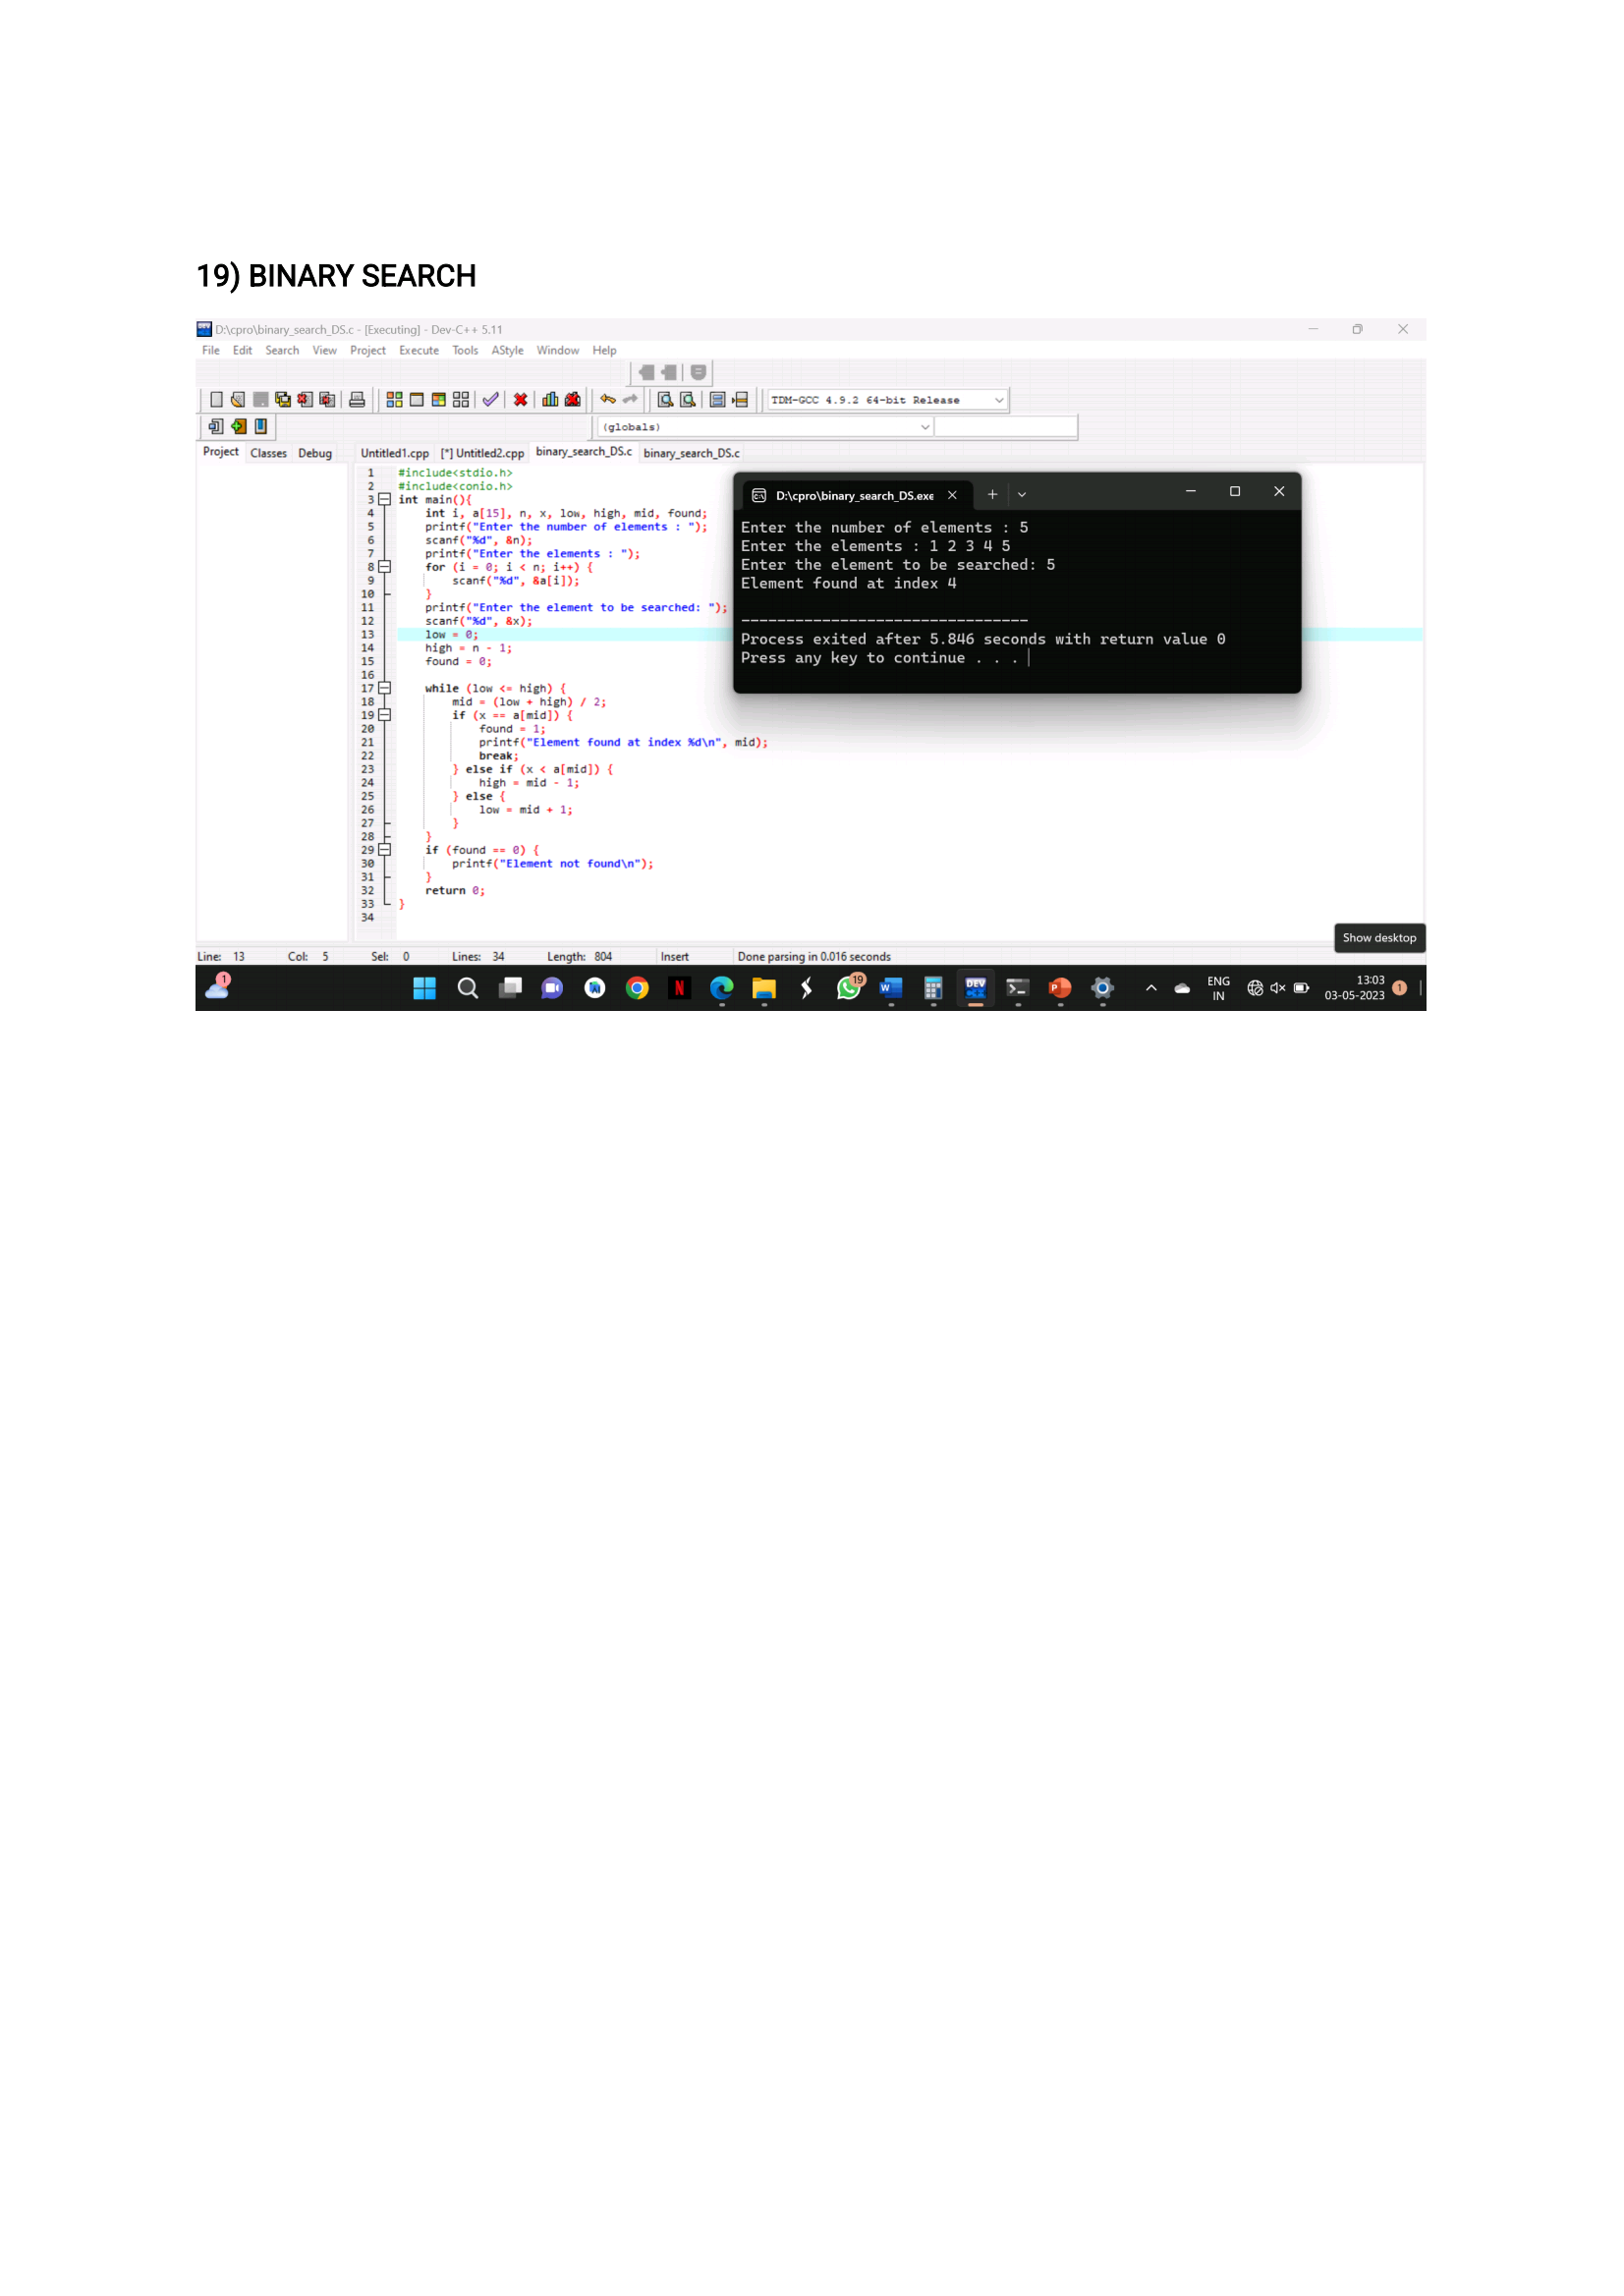 19) BINARY SEARCH
D:\cpro\binary_search_DS.c - [Executing] - Dev-C++ 5.11
File Edit Search View Project Execute Tools AStyle Window Help
TDM-GCC 4.9.2 64-bit Release
(globals)
Project Classes Debug Untitled1.cpp [*] Untitled2.cpp binary_search_DS.c binary_search_DS.c
1 #include<stdio.h>
2 #include<conio.h>
3 int main(){
4 int i, a[15], n, x, low, high, mid, found;
5 printf("Enter the number of elements : ");
6 scanf("%d", &n);
7 printf("Enter the elements : ");
8 for (i = 0; i < n; i++) {
9 scanf("%d", &a[i]);
10 }
11 printf("Enter the element to be searched: ");
12 scanf("%d", &x);
13 low = 0;
14 high = n - 1;
15 found = 0;
16
17 while (low <= high) {
18 mid = (low + high) / 2;
19 if (x == a[mid]) {
20 found = 1;
21 printf("Element found at index %d\n", mid);
22 break;
23 } else if (x < a[mid]) {
24 high = mid - 1;
25 } else {
26 low = mid + 1;
27 }
28 }
29 if (found == 0) {
30 printf("Element not found\n");
31 }
32 return 0;
33 }
34
D:\cpro\binary_search_DS.exe
Enter the number of elements : 5
Enter the elements : 1 2 3 4 5
Enter the element to be searched: 5
Element found at index 4
--------------------------------
Process exited after 5.846 seconds with return value 0
Press any key to continue . . .
Show desktop
Line: 13 Col: 5 Sel: 0 Lines: 34 Length: 804 Insert Done parsing in 0.016 seconds
1
19
DEV
ENG
IN
13:03
03-05-2023
1